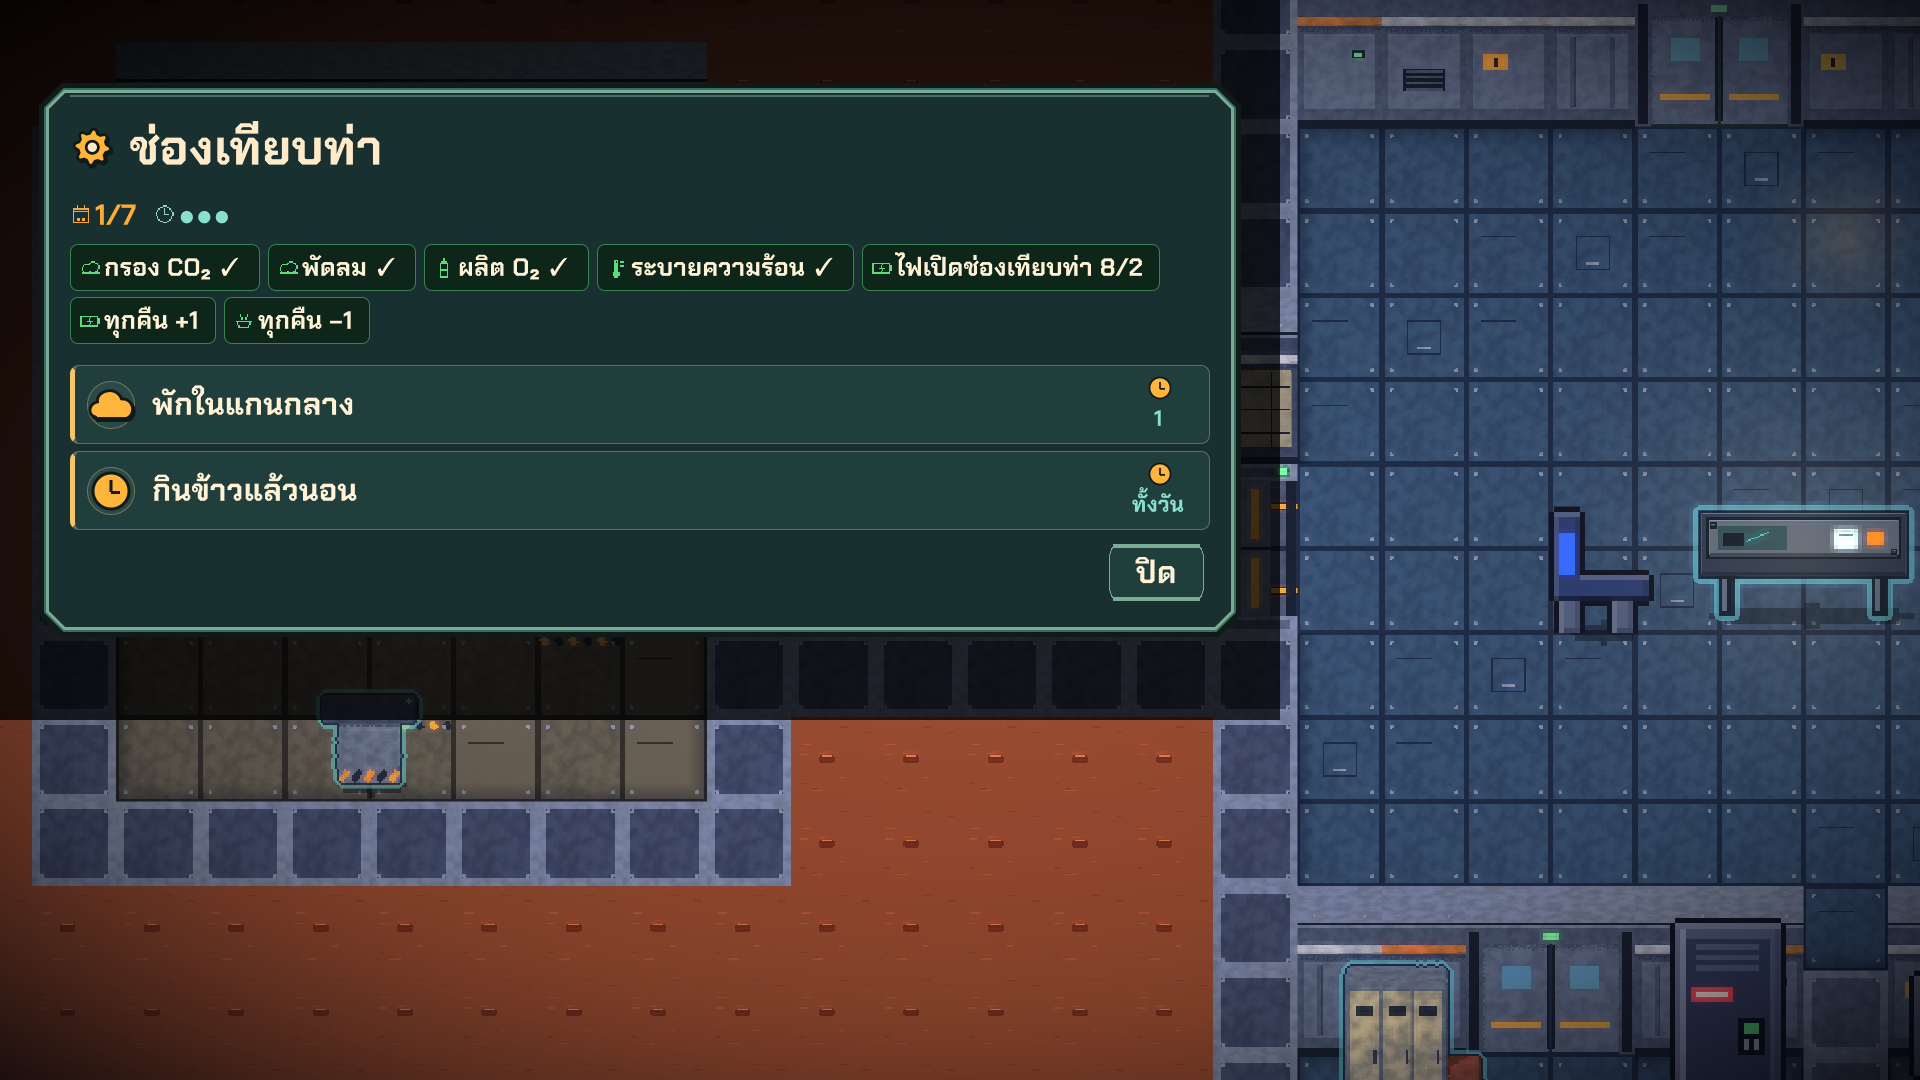 ช่องเทียบท่า
1/7
กรอง CO₂ ✓ พัดลม ✓ ผลิต O₂ ✓ ระบายความร้อน ✓ ไฟเปิดช่องเทียบท่า 8/2
ทุกคืน +1 ทุกคืน −1
พักในแกนกลาง 1
กินข้าวแล้วนอน ทั้งวัน
ปิด